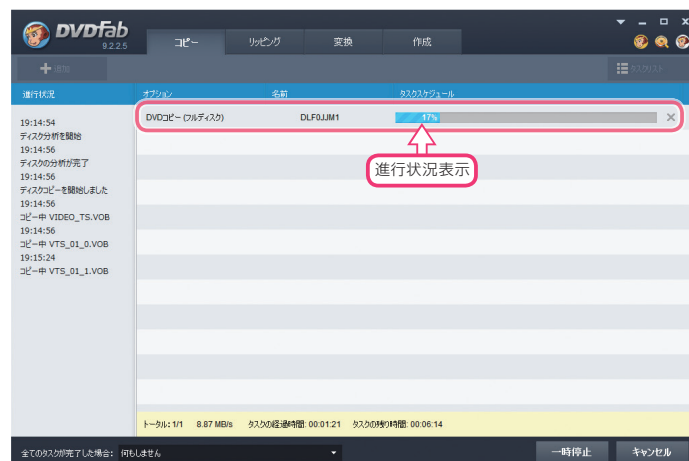 DVDFab
9.2.2.5
コピー
リッピング
変換
作成
追加
タスクリスト
進行状況
オプション
名前
タスクスケジュール
19:14:54
ディスク分析を開始
19:14:56
ディスクの分析が完了
19:14:56
ディスクコピーを開始しました
19:14:56
コピー中 VIDEO_TS.VOB
19:14:56
コピー中 VTS_01_0.VOB
19:15:24
コピー中 VTS_01_1.VOB
DVDコピー (フルディスク)
DLF0JJM1
17%
進行状況表示
トータル: 1/1 8.87 MB/s タスクの経過時間: 00:01:21 タスクの残り時間: 00:06:14
全てのタスクが完了した場合: 何もしません
一時停止
キャンセル